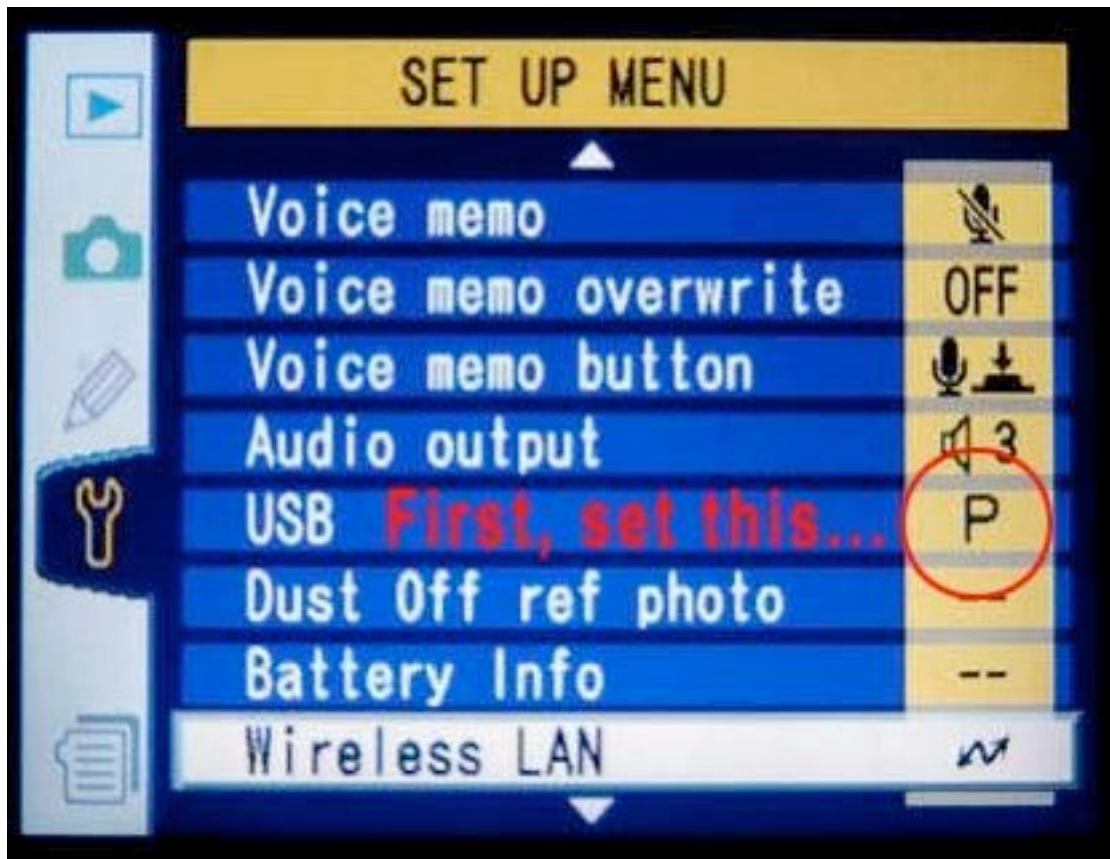 SET UP MENU
Voice memo
Voice memo overwrite OFF
Voice memo button
Audio output 3
USB First, set this... P
Dust Off ref photo --
Battery Info --
Wireless LAN